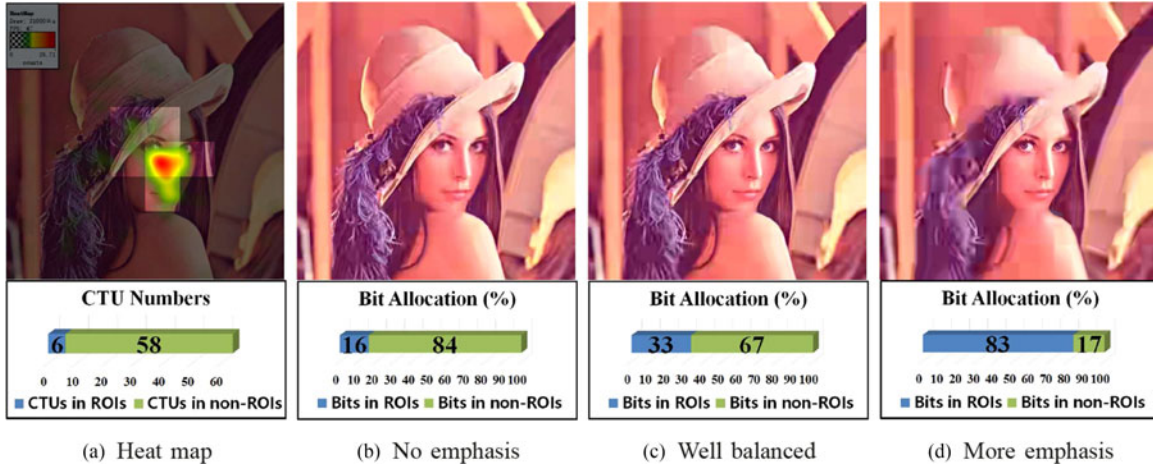 CTU Numbers
6 58
0 10 20 30 40 50 60
CTUs in ROIs CTUs in non-ROIs
(a) Heat map
Bit Allocation (%)
16 84
0 10 20 30 40 50 60 70 80 90 100
Bits in ROIs Bits in non-ROIs
(b) No emphasis
Bit Allocation (%)
33 67
0 10 20 30 40 50 60 70 80 90 100
Bits in ROIs Bits in non-ROIs
(c) Well balanced
Bit Allocation (%)
83 17
0 10 20 30 40 50 60 70 80 90 100
Bits in ROIs Bits in non-ROIs
(d) More emphasis